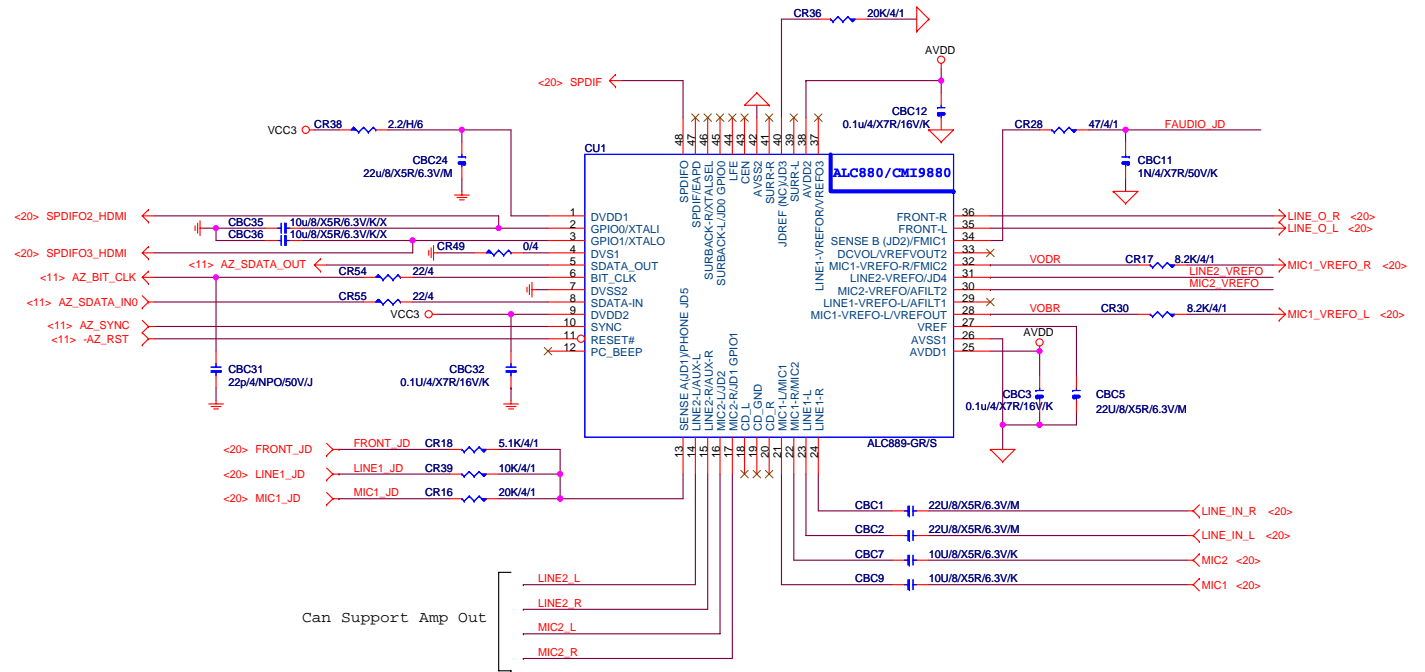 CR36 20K/4/1
AVDD
<20> SPDIF
CBC12
0.1u/4/X7R/16V/K
VCC3 CR38 2.2/H/6
CR28 47/4/1 FAUDIO_JD
CBC24
22u/8/X5R/6.3V/M
CBC11
1N/4/X7R/50V/K
CU1
48 47 46 45 44 43 42 41 40 39 38 37
SPDIFO
SPDIF/EAPD
SURBACK-R/XTALSEL
SURBACK-L/JD0 GPIO0
LFE
CEN
AVSS2
SURR-R
JDREF (NC)/JD3
SURR-L
AVDD2
LINE1-VREFOR/VREFO3
ALC880/CMI9880
<20> SPDIFO2_HDMI
CBC35 10u/8/X5R/6.3V/K/X
CBC36 10u/8/X5R/6.3V/K/X
<20> SPDIFO3_HDMI
CR49 0/4
<11> AZ_SDATA_OUT
<11> AZ_BIT_CLK CR54 22/4
<11> AZ_SDATA_IN0 CR55 22/4
VCC3
<11> AZ_SYNC
<11> -AZ_RST
1 DVDD1
2 GPIO0/XTALI
3 GPIO1/XTALO
4 DVS1
5 SDATA_OUT
6 BIT_CLK
7 DVSS2
8 SDATA-IN
9 DVDD2
10 SYNC
11 RESET#
12 PC_BEEP
FRONT-R 36 LINE_O_R <20>
FRONT-L 35 LINE_O_L <20>
SENSE B (JD2)/FMIC1 34
DCVOL/VREFVOUT2 33
MIC1-VREFO-R/FMIC2 32 VODR CR17 8.2K/4/1 MIC1_VREFO_R <20>
LINE2-VREFO/JD4 31 LINE2_VREFO
MIC2-VREFO/AFILT2 30 MIC2_VREFO
LINE1-VREFO-L/AFILT1 29
MIC1-VREFO-L/VREFOUT 28 VOBR CR30 8.2K/4/1 MIC1_VREFO_L <20>
VREF 27
AVSS1 26
AVDD1 25
AVDD
CBC31
22p/4/NPO/50V/J
CBC32
0.1U/4/X7R/16V/K
CBC3
0.1u/4/X7R/16V/K
CBC5
22U/8/X5R/6.3V/M
SENSE A(JD1)/PHONE JD5
LINE2-L/AUX-L
LINE2-R/AUX-R
MIC2-L/JD2
MIC2-R/JD1 GPIO1
CD_L
CD_GND
CD_R
MIC1-L/MIC1
MIC1-R/MIC2
LINE1-L
LINE1-R
ALC889-GR/S
13 14 15 16 17 18 19 20 21 22 23 24
<20> FRONT_JD FRONT_JD CR18 5.1K/4/1
<20> LINE1_JD LINE1_JD CR39 10K/4/1
<20> MIC1_JD MIC1_JD CR16 20K/4/1
CBC1 22U/8/X5R/6.3V/M LINE_IN_R <20>
CBC2 22U/8/X5R/6.3V/M LINE_IN_L <20>
CBC7 10U/8/X5R/6.3V/K MIC2 <20>
CBC9 10U/8/X5R/6.3V/K MIC1 <20>
LINE2_L
LINE2_R
Can Support Amp Out
MIC2_L
MIC2_R